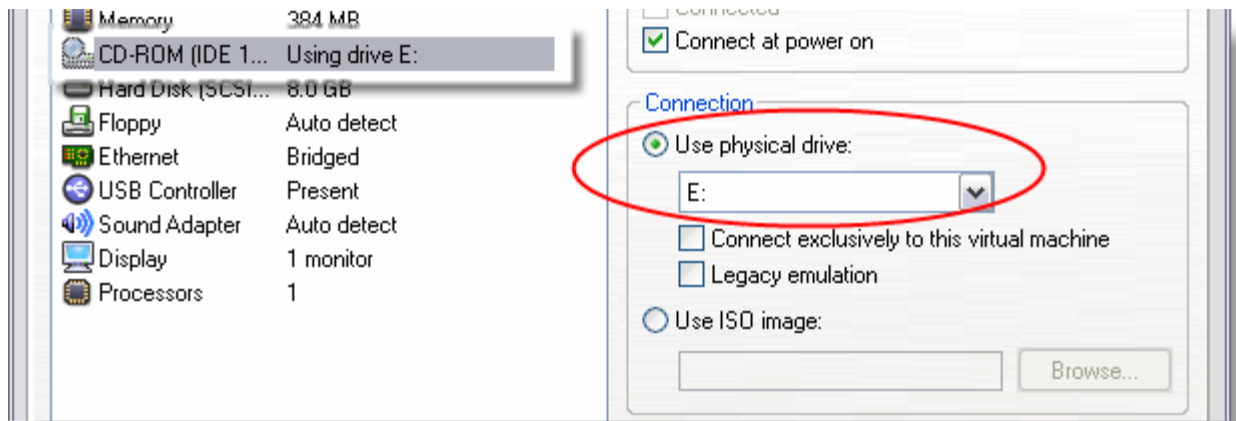 Memory 384 MB
CD-ROM (IDE 1... Using drive E:
Hard Disk (SCSI... 8.0 GB
Floppy Auto detect
Ethernet Bridged
USB Controller Present
Sound Adapter Auto detect
Display 1 monitor
Processors 1
Connected
Connect at power on
Connection
Use physical drive:
E:
Connect exclusively to this virtual machine
Legacy emulation
Use ISO image:
Browse...